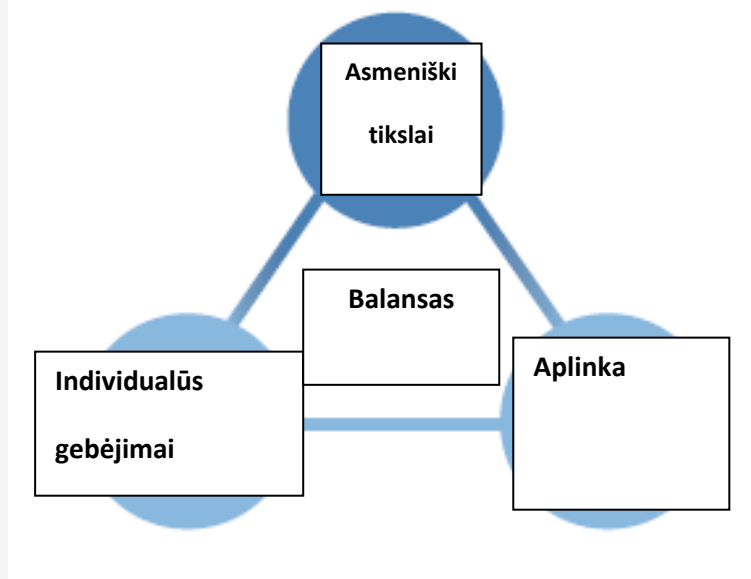 Asmeniški
tikslai
Balansas
Individualūs
gebėjimai
Aplinka